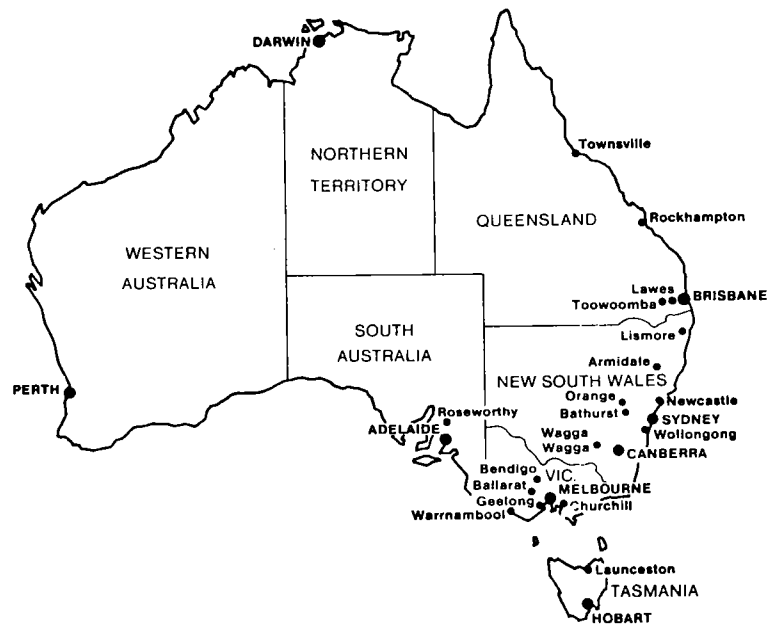 DARWIN
NORTHERN
TERRITORY
Townsville
QUEENSLAND
Rockhampton
WESTERN
AUSTRALIA
Lawes
BRISBANE
Toowoomba
SOUTH
AUSTRALIA
Lismore
Armidale
NEW SOUTH WALES
PERTH
Orange
Newcastle
Roseworthy
Bathurst
SYDNEY
ADELAIDE
Wollongong
Wagga
Wagga
CANBERRA
Bendigo
VIC.
Ballarat
MELBOURNE
Geelong
Churchill
Warrnambool
Launceston
TASMANIA
HOBART